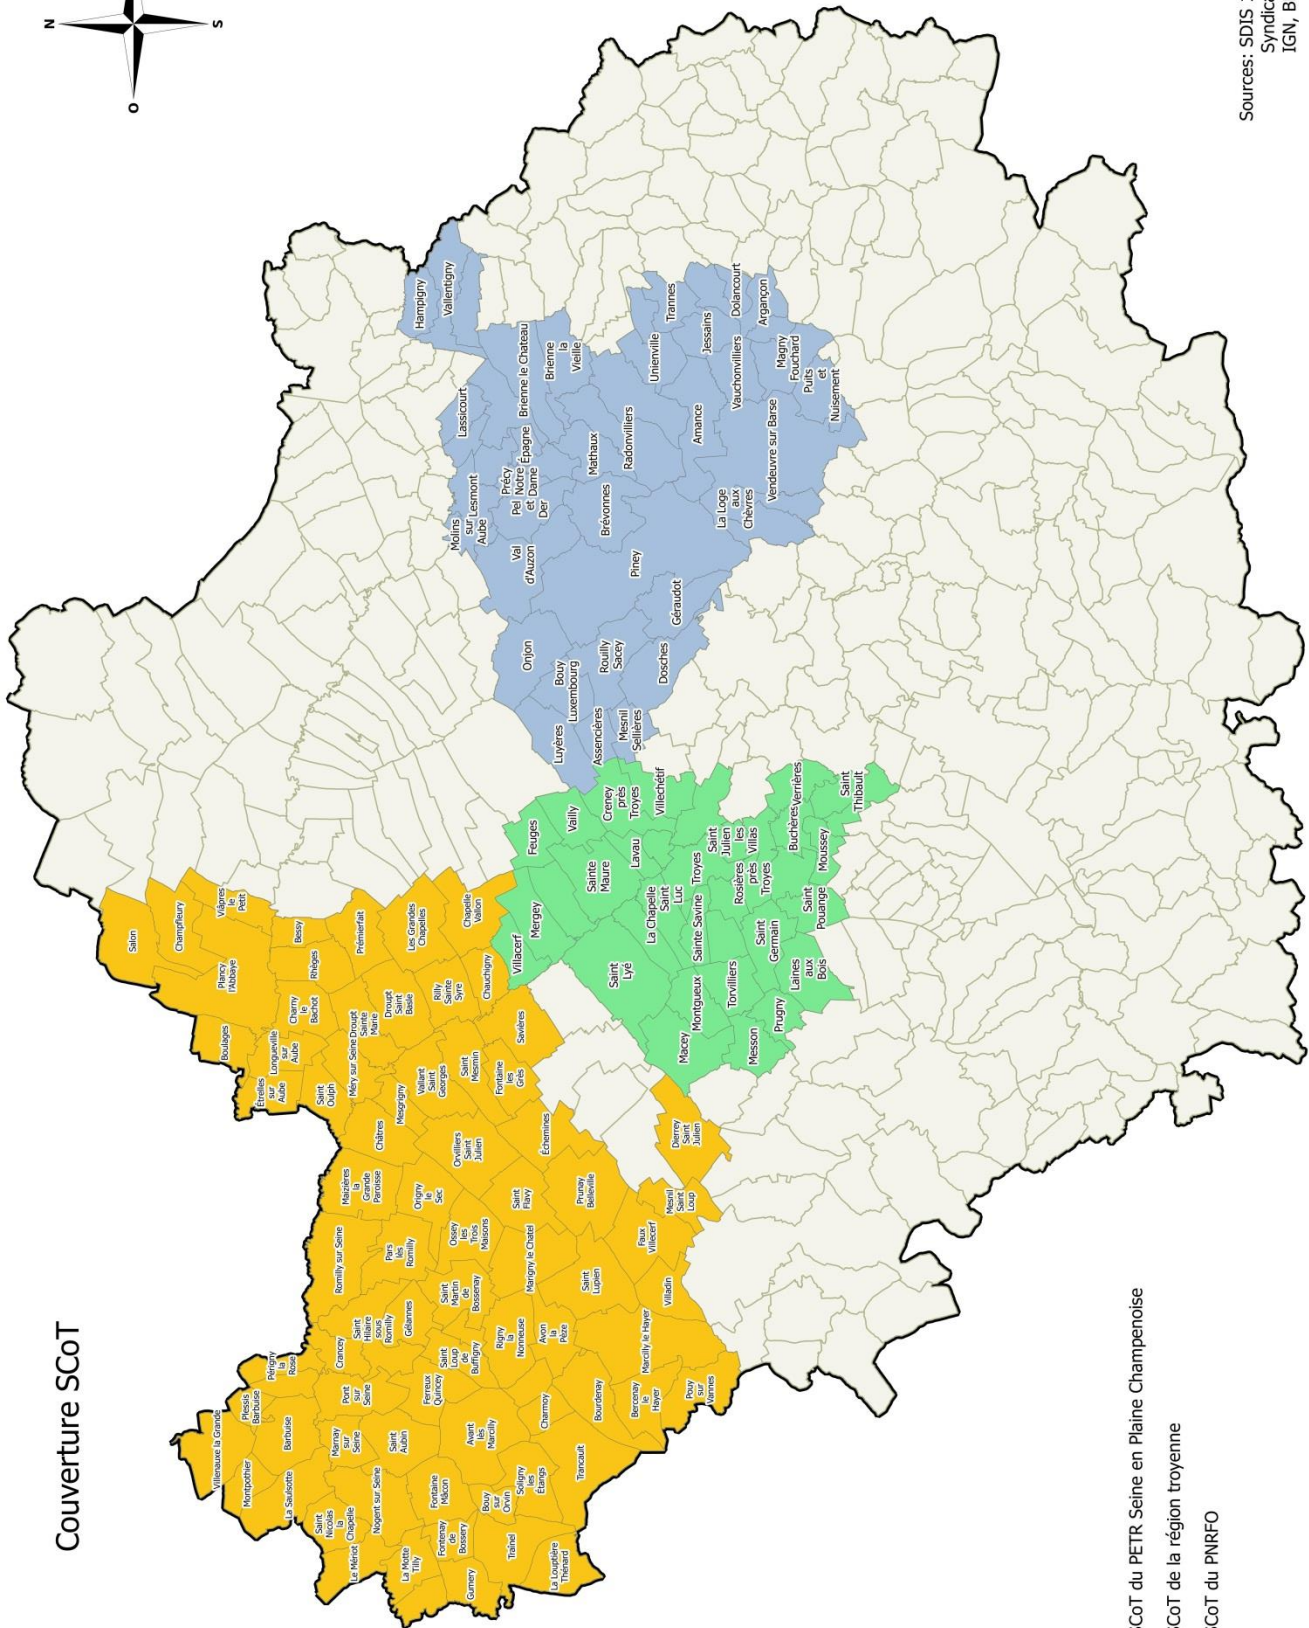 Couverture SCoT
N
S
O
Villenauxe la Grande
Montpothier
Plessis
Barbuise
Périgny
la
Rose
La Saulsotte
Barbuise
Saint
Nicolas
la
Chapelle
Marnay
sur
Seine
Pont
sur
Seine
Crancey
Saint
Hilaire
sous
Romilly
Romilly sur Seine
Maizières
la
Grande
Paroisse
Le Mériot
Nogent sur Seine
Saint
Aubin
Gélannes
Pars
lès
Romilly
Origny
le
Sec
Châtres
Mesgrigny
La Motte
Tilly
Fontaine
Mâcon
Ferreux
Quincey
Saint
Loup
de
Buffigny
Saint
Martin
de
Bossenay
Ossey
les
Trois
Maisons
Orvilliers
Saint
Julien
Gumery
Fontenay
de
Bossery
Bouy
sur
Orvin
Soligny
les
Étangs
Avant
lès
Marcilly
Rigny
la
Nonneuse
Avon
la
Pèze
Marigny le Chatel
Saint
Flavy
Échemines
Traînel
La Louptière
Thénard
Charmoy
Trancault
Bourdenay
Bercenay
le
Hayer
Marcilly le Hayer
Saint
Lupien
Prunay
Belleville
Pouy
sur
Vannes
Villadin
Faux
Villecerf
Mesnil
Saint
Loup
Dierrey
Saint
Julien
Salon
Champfleury
Viâpres
le
Petit
Plancy
l'Abbaye
Boulages
Étrelles
sur
Aube
Longueville
sur
Aube
Charny
le
Bachot
Rhèges
Bessy
Saint
Oulph
Méry sur Seine
Droupt
Sainte
Marie
Droupt
Saint
Basle
Prémierfait
Les Grandes
Chapelles
Vallant
Saint
Georges
Saint
Mesmin
Rilly
Sainte
Syre
Chapelle
Vallon
Fontaine
les
Grès
Savières
Chauchigny
Villacerf
Mergey
Feuges
Vailly
Saint
Lyé
Sainte
Maure
Creney
près
Troyes
Lavau
Villechétif
La Chapelle
Saint
Luc
Macey
Montgueux
Sainte Savine
Troyes
Saint
Julien
les
Villas
Torvilliers
Rosières
près
Troyes
Messon
Prugny
Saint
Germain
Laines
aux
Bois
Saint
Pouange
Buchères
Verrières
Moussey
Saint
Thibault
Hampigny
Vallentigny
Lassicourt
Molins
sur
Aube
Lesmont
Précy
Notre
Dame
Pel
et
Der
Épagne
Brienne le Chateau
Brienne
la
Vieille
Val
d'Auzon
Onjon
Bouy
Luxembourg
Luyères
Assencières
Rouilly
Sacey
Mesnil
Sellières
Dosches
Géraudot
Piney
Brévonnes
Mathaux
Radonvilliers
Unienville
Trannes
Jessains
Dolancourt
Argançon
Amance
Vauchonvilliers
La Loge
aux
Chèvres
Vendeuvre sur Barse
Magny
Fouchard
Puits
et
Nuisement
SCoT du PETR Seine en Plaine Champenoise
SCoT de la région troyenne
SCoT du PNRFO
Sources: SDIS
Syndica
IGN, B